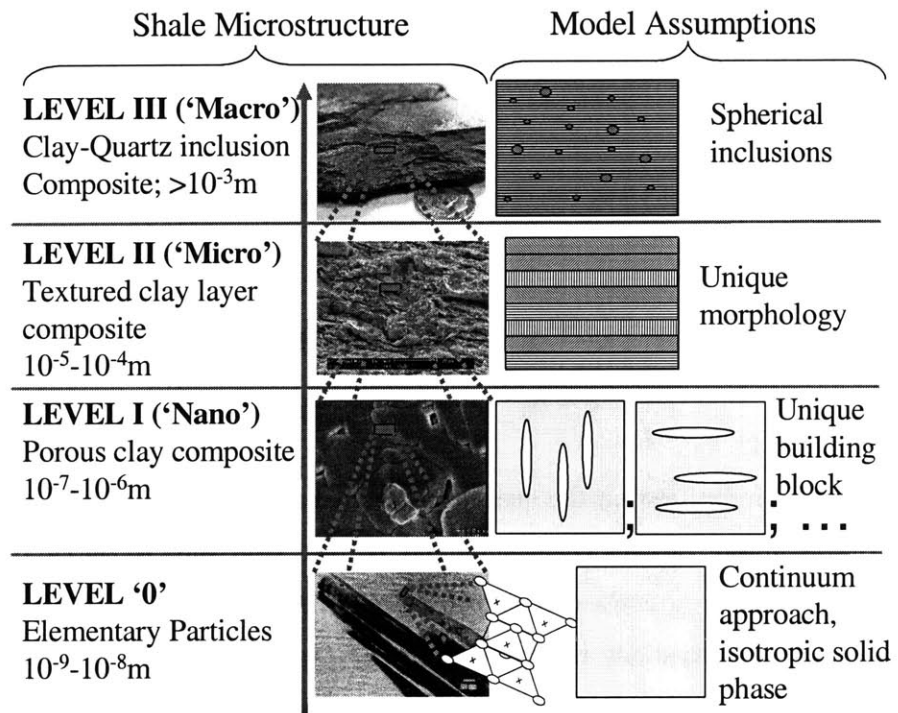 Shale Microstructure
Model Assumptions
LEVEL III (‘Macro’)
Clay-Quartz inclusion
Composite; >10⁻³m
Spherical
inclusions
LEVEL II (‘Micro’)
Textured clay layer
composite
10⁻⁵-10⁻⁴m
Unique
morphology
LEVEL I (‘Nano’)
Porous clay composite
10⁻⁷-10⁻⁶m
Unique
building
block
; ; ...
LEVEL ‘0’
Elementary Particles
10⁻⁹-10⁻⁸m
Continuum
approach,
isotropic solid
phase